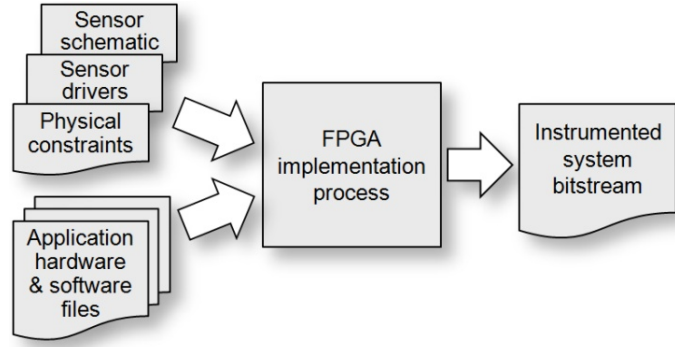 Sensor
schematic
Sensor
drivers
Physical
constraints
Application
hardware
& software
files
FPGA
implementation
process
Instrumented
system
bitstream